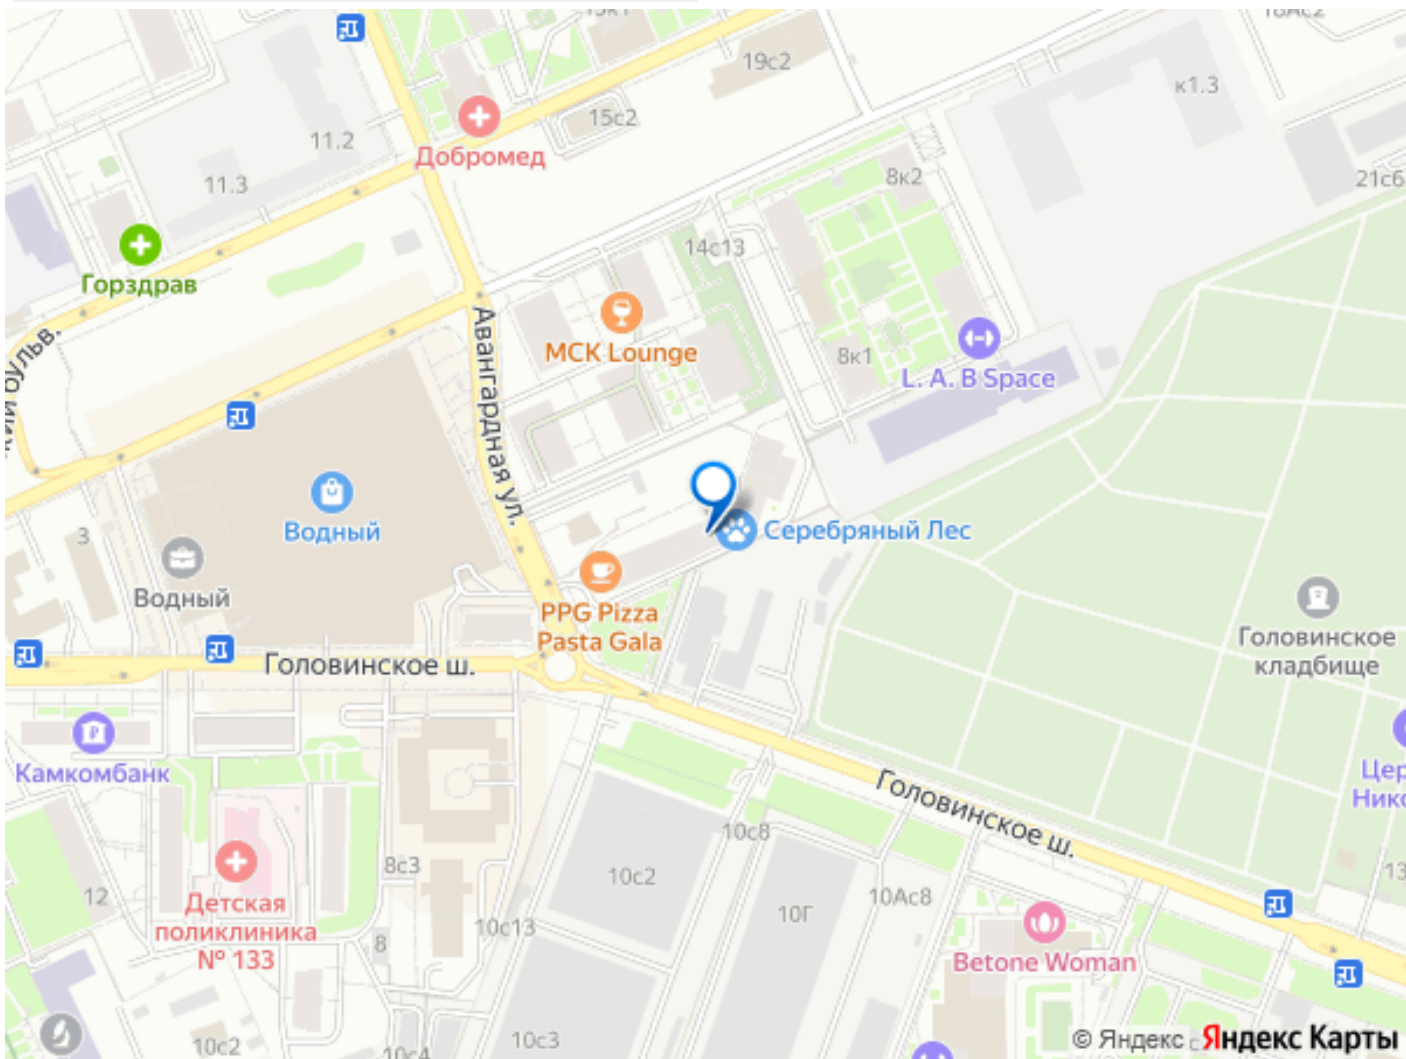 19с2
к1.3
15с2
11.2
Добромед
11.3
8к2
21с6
14с13
Горздрав
Авангардная ул.
МСК Lounge
8к1
L. A. B Space
Водный
3
Серебряный Лес
Водный
PPG Pizza
Pasta Gala
Головинское
кладбище
Головинское ш.
Камкомбанк
Головинское ш.
10с8
8с3
10с2
10Ас8
12
Детская
поликлиника
№ 133
10Г
10с13
8
Betone Woman
10с2
10с3
10с4
© Яндекс
Яндекс Карты